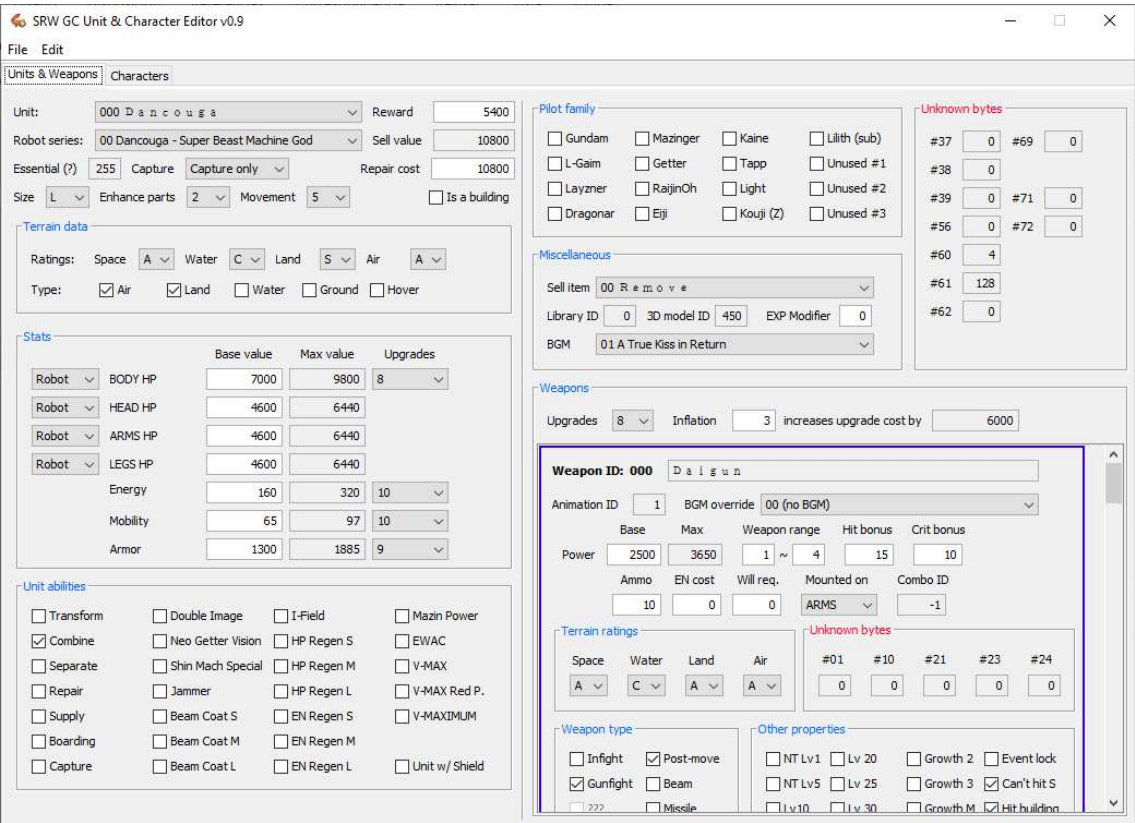 SRW GC Unit & Character Editor v0.9
File Edit
Units & Weapons Characters
Unit: 000 Dancouga Reward 5400
Robot series: 00 Dancouga - Super Beast Machine God Sell value 10800
Essential (?) 255 Capture Capture only Repair cost 10800
Size L Enhance parts 2 Movement 5 Is a building
Terrain data
Ratings: Space A Water C Land S Air A
Type: Air Land Water Ground Hover
Stats
Base value Max value Upgrades
Robot BODY HP 7000 9800 8
Robot HEAD HP 4600 6440
Robot ARMS HP 4600 6440
Robot LEGS HP 4600 6440
Energy 160 320 10
Mobility 65 97 10
Armor 1300 1885 9
Unit abilities
Transform Double Image I-Field Mazin Power
Combine Neo Getter Vision HP Regen S EWAC
Separate Shin Mach Special HP Regen M V-MAX
Repair Jammer HP Regen L V-MAX Red P.
Supply Beam Coat S EN Regen S V-MAXIMUM
Boarding Beam Coat M EN Regen M
Capture Beam Coat L EN Regen L Unit w/ Shield
Pilot family
Gundam Mazinger Kaine Lilith (sub)
L-Gaim Getter Tapp Unused #1
Layzner RaijinOh Light Unused #2
Dragonar Eiji Kouji (Z) Unused #3
Unknown bytes
#37 0 #69 0
#38 0
#39 0 #71 0
#56 0 #72 0
#60 4
#61 128
#62 0
Miscellaneous
Sell item 00 Remove
Library ID 0 3D model ID 450 EXP Modifier 0
BGM 01 A True Kiss in Return
Weapons
Upgrades 8 Inflation 3 increases upgrade cost by 6000
Weapon ID: 000 Daigun
Animation ID 1 BGM override 00 (no BGM)
Base Max Weapon range Hit bonus Crit bonus
Power 2500 3650 1 ~ 4 15 10
Ammo EN cost Will req. Mounted on Combo ID
10 0 0 ARMS -1
Terrain ratings
Space Water Land Air
A C A A
Unknown bytes
#01 #10 #21 #23 #24
0 0 0 0 0
Weapon type
Infight Post-move
Gunfight Beam
??? Missile
Other properties
NT Lv1 Lv 20 Growth 2 Event lock
NT Lv5 Lv 25 Growth 3 Can't hit S
Lv10 Lv 30 Growth M Hit building